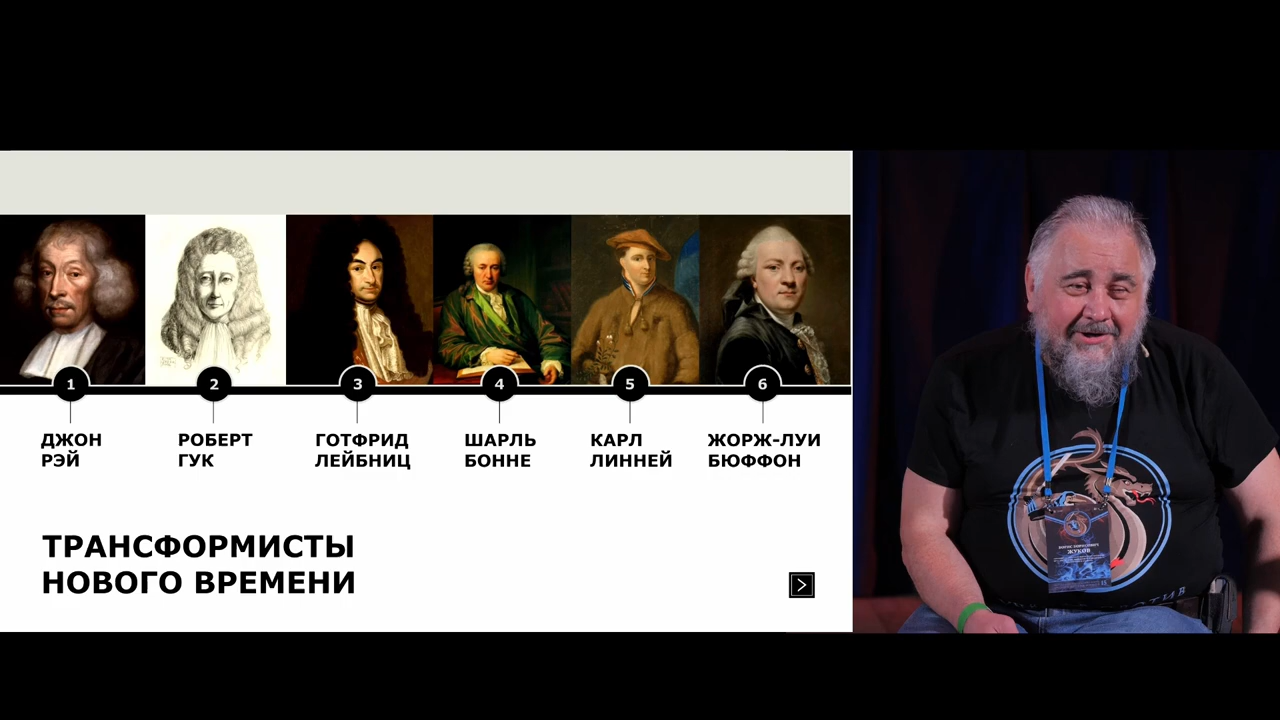 1
2
3
4
5
6
ДЖОН
РЭЙ
РОБЕРТ
ГУК
ГОТФРИД
ЛЕЙБНИЦ
ШАРЛЬ
БОННЕ
КАРЛ
ЛИННЕЙ
ЖОРЖ-ЛУИ
БЮФФОН
ТРАНСФОРМИСТЫ
НОВОГО ВРЕМЕНИ
ЖУКОВ